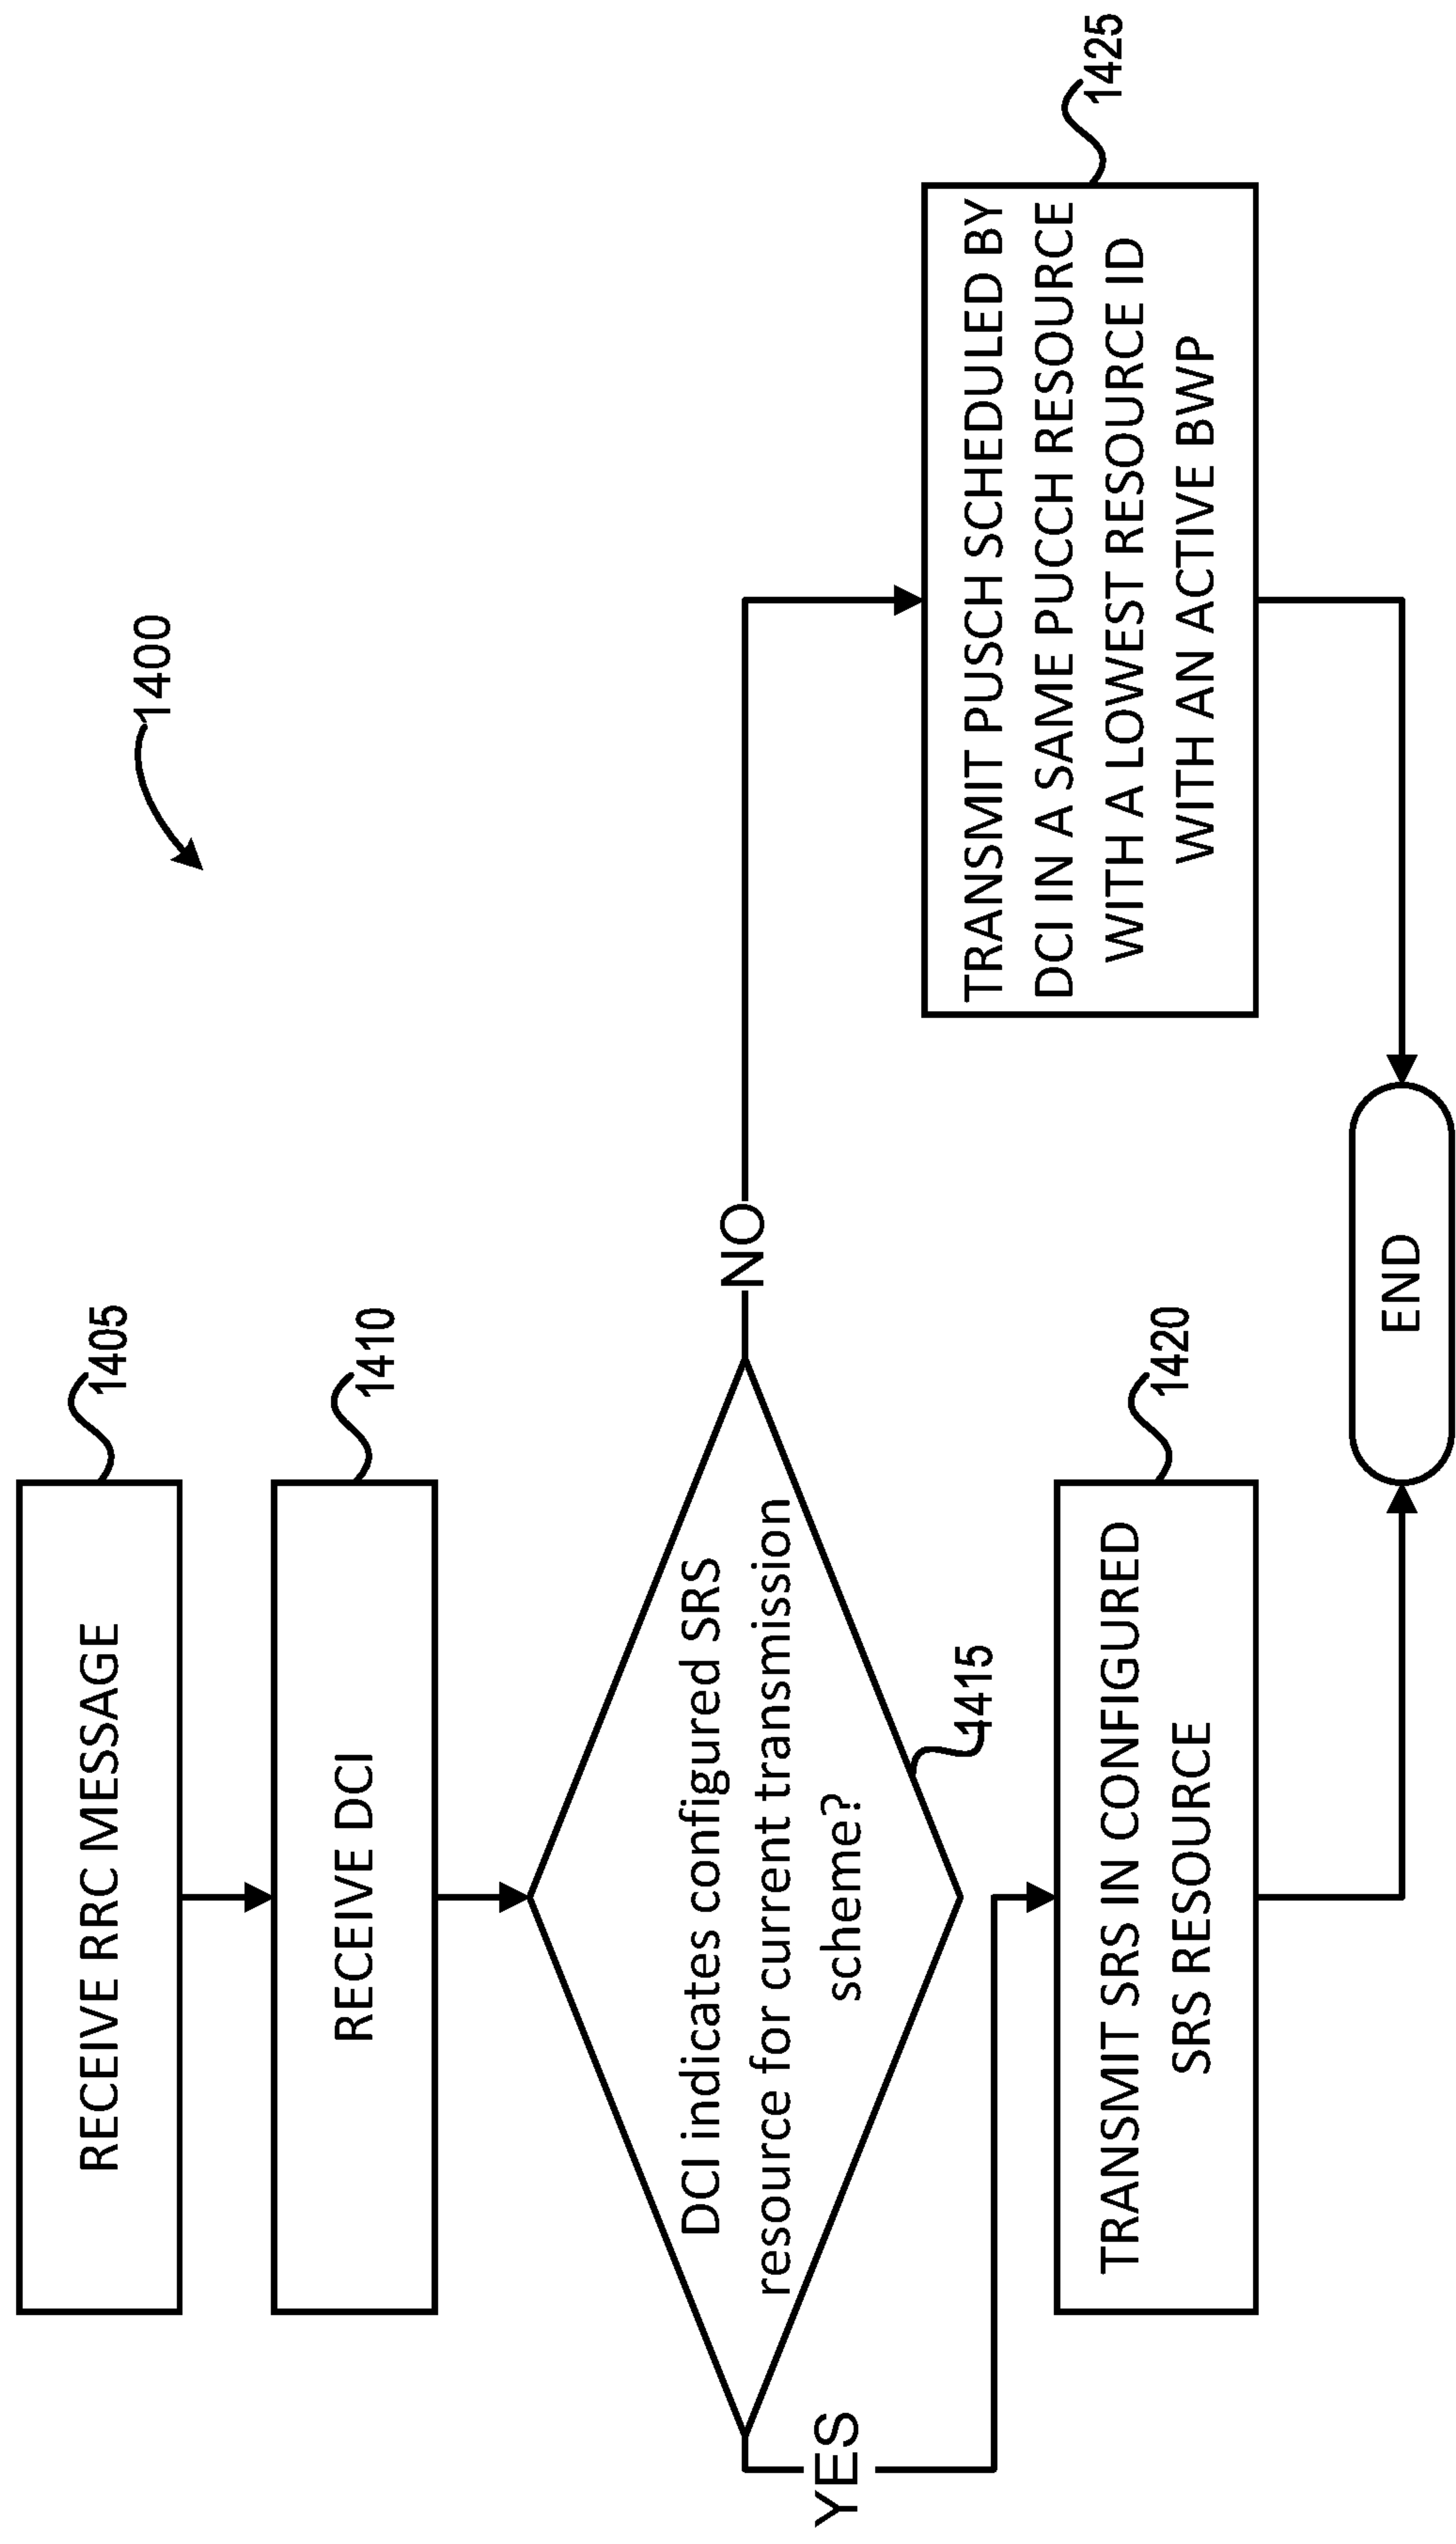 1400
RECEIVE RRC MESSAGE
1405
RECEIVE DCI
1410
DCI indicates configured SRS
resource for current transmission
scheme?
1415
YES
NO
TRANSMIT SRS IN CONFIGURED
SRS RESOURCE
1420
TRANSMIT PUSCH SCHEDULED BY
DCI IN A SAME PUCCH RESOURCE
WITH A LOWEST RESOURCE ID
WITH AN ACTIVE BWP
1425
END